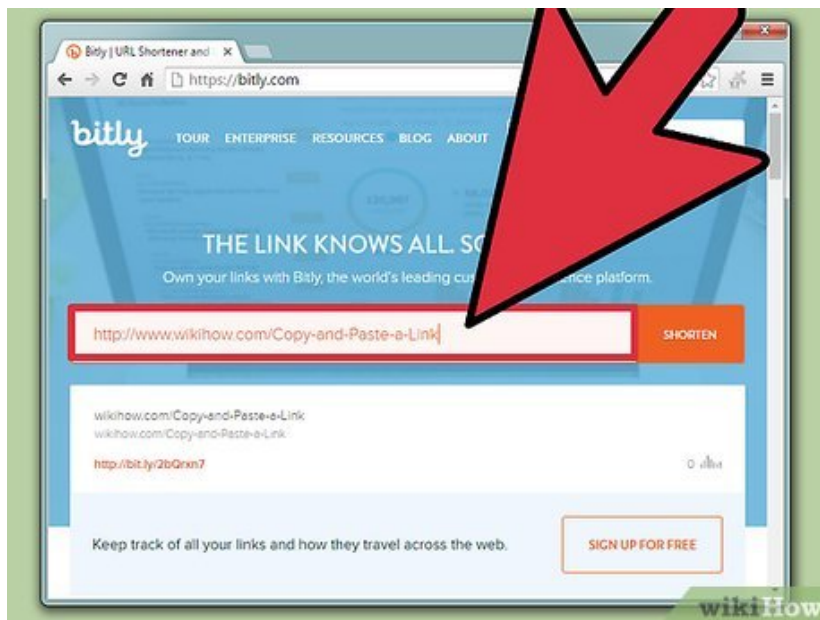 Bitly | URL Shortener and
https://bitly.com
bitly TOUR ENTERPRISE RESOURCES BLOG ABOUT
THE LINK KNOWS ALL.
Own your links with Bitly, the world's leading platform.
http://www.wikihow.com/Copy-and-Paste-a-Link SHORTEN
wikihow.com/Copy-and-Paste-a-Link
wikihow.com/Copy-and-Paste-a-Link
http://bit.ly/2bQrxn7 0
Keep track of all your links and how they travel across the web. SIGN UP FOR FREE
wikiHow